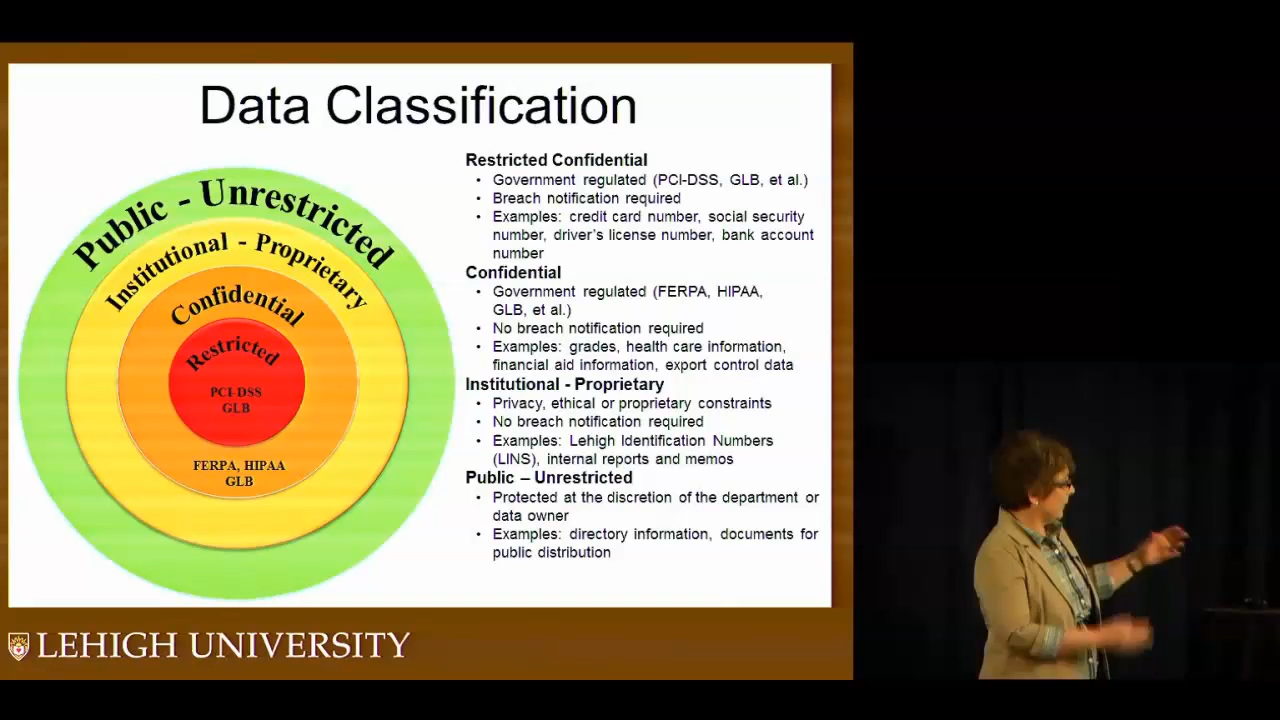 Data Classification
Public - Unrestricted
Institutional - Proprietary
Confidential
Restricted
PCI-DSS
GLB
FERPA, HIPAA
GLB
Restricted Confidential
• Government regulated (PCI-DSS, GLB, et al.)
• Breach notification required
• Examples: credit card number, social security
number, driver's license number, bank account
number
Confidential
• Government regulated (FERPA, HIPAA,
GLB, et al.)
• No breach notification required
• Examples: grades, health care information,
financial aid information, export control data
Institutional - Proprietary
• Privacy, ethical or proprietary constraints
• No breach notification required
• Examples: Lehigh Identification Numbers
(LINS), internal reports and memos
Public – Unrestricted
• Protected at the discretion of the department or
data owner
• Examples: directory information, documents for
public distribution
LEHIGH UNIVERSITY